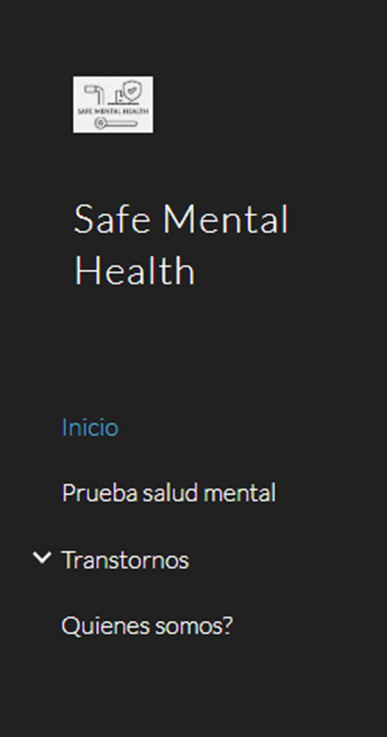 SAFE MENTAL HEALTH
Safe Mental
Health
Inicio
Prueba salud mental
Transtornos
Quienes somos?